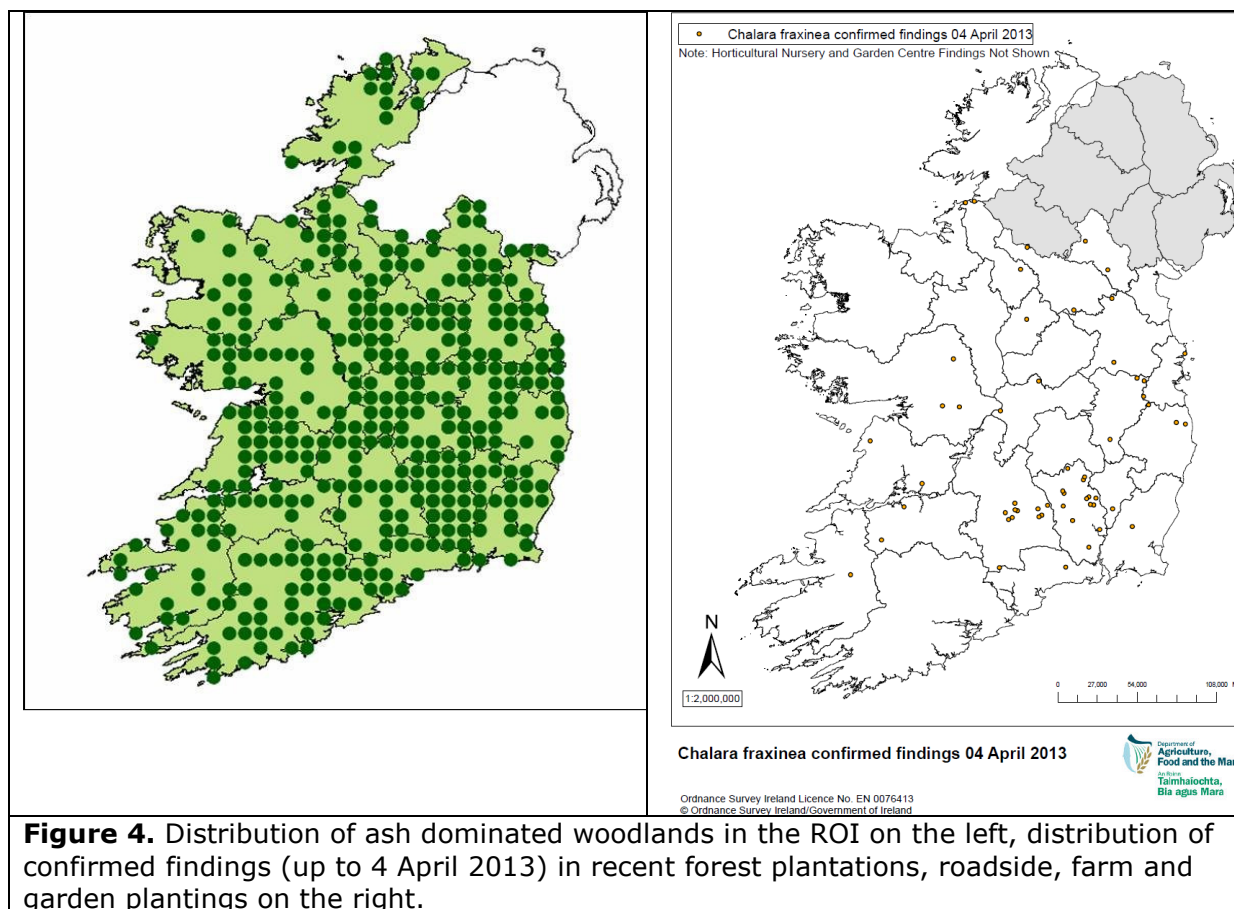 Chalara fraxinea confirmed findings 04 April 2013
Note: Horticultural Nursery and Garden Centre Findings Not Shown
N
1:2,000,000
0 27,000 54,000 108,000
Chalara fraxinea confirmed findings 04 April 2013
Department of
Agriculture,
Food and the Mar
An Roinn
Talmhaíochta,
Bia agus Mara
Ordnance Survey Ireland Licence No. EN 0076413
© Ordnance Survey Ireland/Government of Ireland
Figure 4. Distribution of ash dominated woodlands in the ROI on the left, distribution of
confirmed findings (up to 4 April 2013) in recent forest plantations, roadside, farm and
garden plantings on the right.